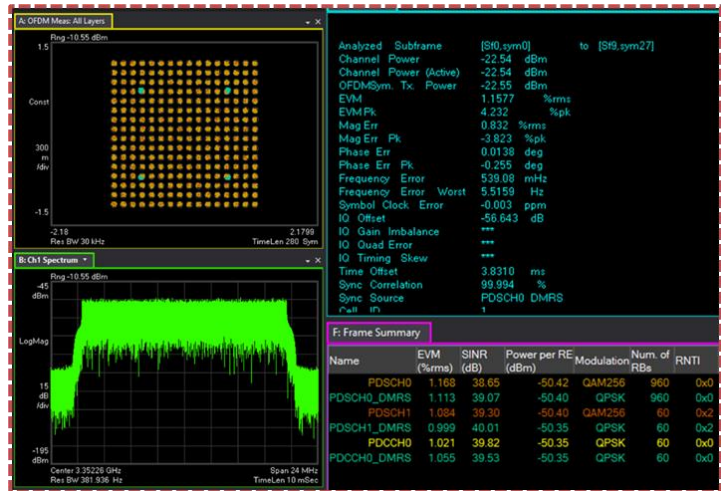 A: OFDM Meas: All Layers
Rng -10.55 dBm
1.5
Const
300
m
/div
-1.5
-2.18
2.1799
Res BW 30 kHz
TimeLen 280 Sym
B: Ch1 Spectrum
Rng -10.55 dBm
-45
dBm
LogMag
15
dB
/div
-195
dBm
Center 3.35226 GHz
Span 24 MHz
Res BW 381.936 Hz
TimeLen 10 mSec
Analyzed Subframe [Sf0,sym0] to [Sf9,sym27]
Channel Power -22.54 dBm
Channel Power (Active) -22.54 dBm
OFDMSym. Tx. Power -22.55 dBm
EVM 1.1577 %rms
EVM Pk 4.232 %pk
Mag Err 0.832 %rms
Mag Err Pk -3.823 %pk
Phase Err 0.0138 deg
Phase Err Pk -0.255 deg
Frequency Error 539.08 mHz
Frequency Error Worst 5.5159 Hz
Symbol Clock Error -0.003 ppm
IQ Offset -56.643 dB
IQ Gain Imbalance ***
IQ Quad Error ***
IQ Timing Skew ***
Time Offset 3.8310 ms
Sync Correlation 99.994 %
Sync Source PDSCH0 DMRS
Cell ID 1
F: Frame Summary
Name EVM (%rms) SINR (dB) Power per RE (dBm) Modulation Num. of RBs RNTI
PDSCH0 1.168 38.65 -50.42 QAM256 960 0x0
PDSCH0_DMRS 1.113 39.07 -50.40 QPSK 960 0x0
PDSCH1 1.084 39.30 -50.40 QAM256 60 0x2
PDSCH1_DMRS 0.999 40.01 -50.35 QPSK 60 0x2
PDCCH0 1.021 39.82 -50.35 QPSK 60 0x0
PDCCH0_DMRS 1.055 39.53 -50.35 QPSK 60 0x0